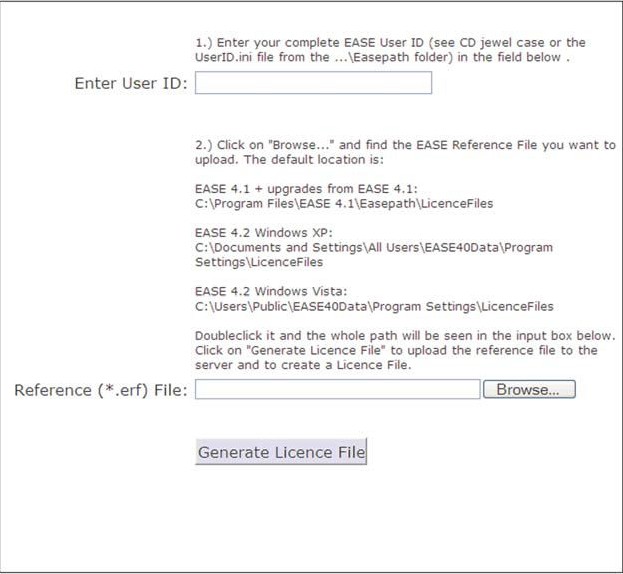 1.) Enter your complete EASE User ID (see CD jewel case or the
UserID.ini file from the ...\Easepath folder) in the field below .
Enter User ID:
2.) Click on "Browse..." and find the EASE Reference File you want to
upload. The default location is:
EASE 4.1 + upgrades from EASE 4.1:
C:\Program Files\EASE 4.1\Easepath\LicenceFiles
EASE 4.2 Windows XP:
C:\Documents and Settings\All Users\EASE40Data\Program
Settings\LicenceFiles
EASE 4.2 Windows Vista:
C:\Users\Public\EASE40Data\Program Settings\LicenceFiles
Doubleclick it and the whole path will be seen in the input box below.
Click on "Generate Licence File" to upload the reference file to the
server and to create a Licence File.
Reference (*.erf) File:
Browse...
Generate Licence File